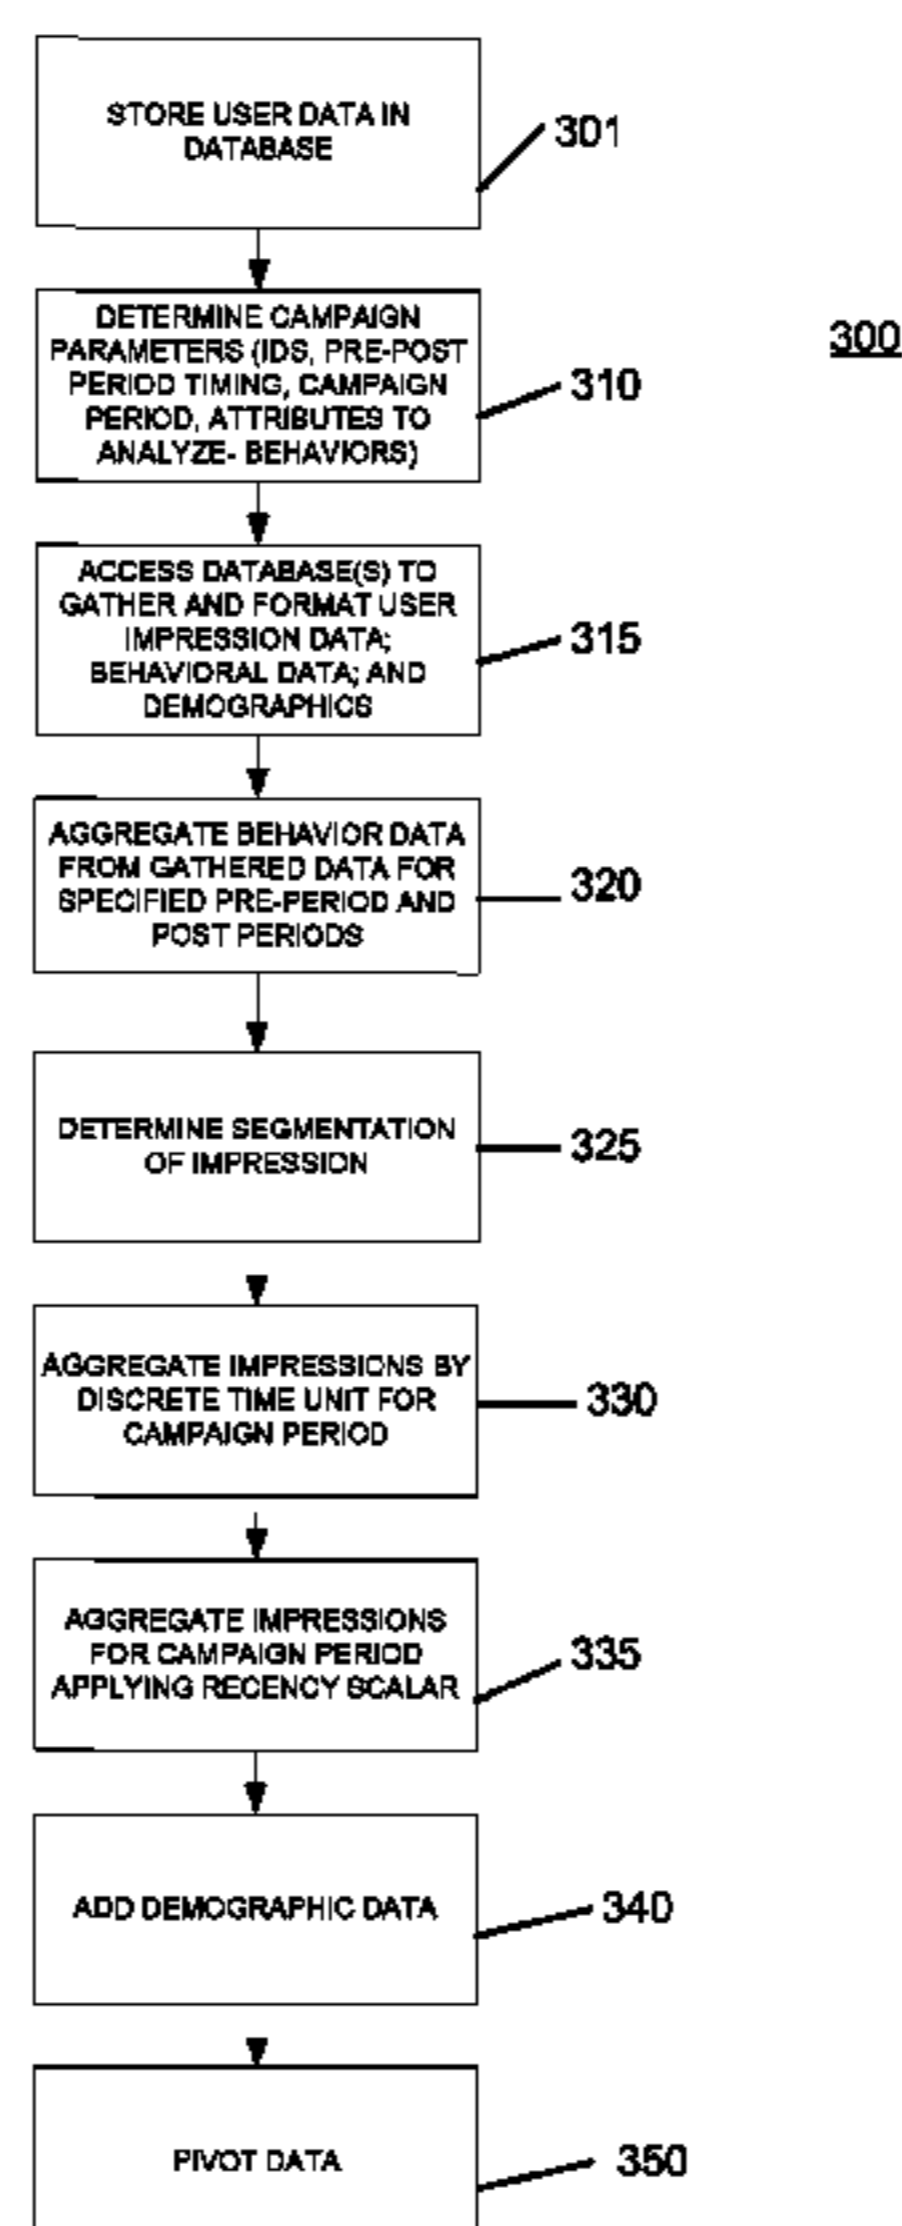 STORE USER DATA IN
DATABASE
301
DETERMINE CAMPAIGN
PARAMETERS (IDS, PRE-POST
PERIOD TIMING, CAMPAIGN
PERIOD, ATTRIBUTES TO
ANALYZE- BEHAVIORS)
310
300
ACCESS DATABASE(S) TO
GATHER AND FORMAT USER
IMPRESSION DATA;
BEHAVIORAL DATA; AND
DEMOGRAPHICS
315
AGGREGATE BEHAVIOR DATA
FROM GATHERED DATA FOR
SPECIFIED PRE-PERIOD AND
POST PERIODS
320
DETERMINE SEGMENTATION
OF IMPRESSION
325
AGGREGATE IMPRESSIONS BY
DISCRETE TIME UNIT FOR
CAMPAIGN PERIOD
330
AGGREGATE IMPRESSIONS
FOR CAMPAIGN PERIOD
APPLYING RECENCY SCALAR
335
ADD DEMOGRAPHIC DATA
340
PIVOT DATA
350